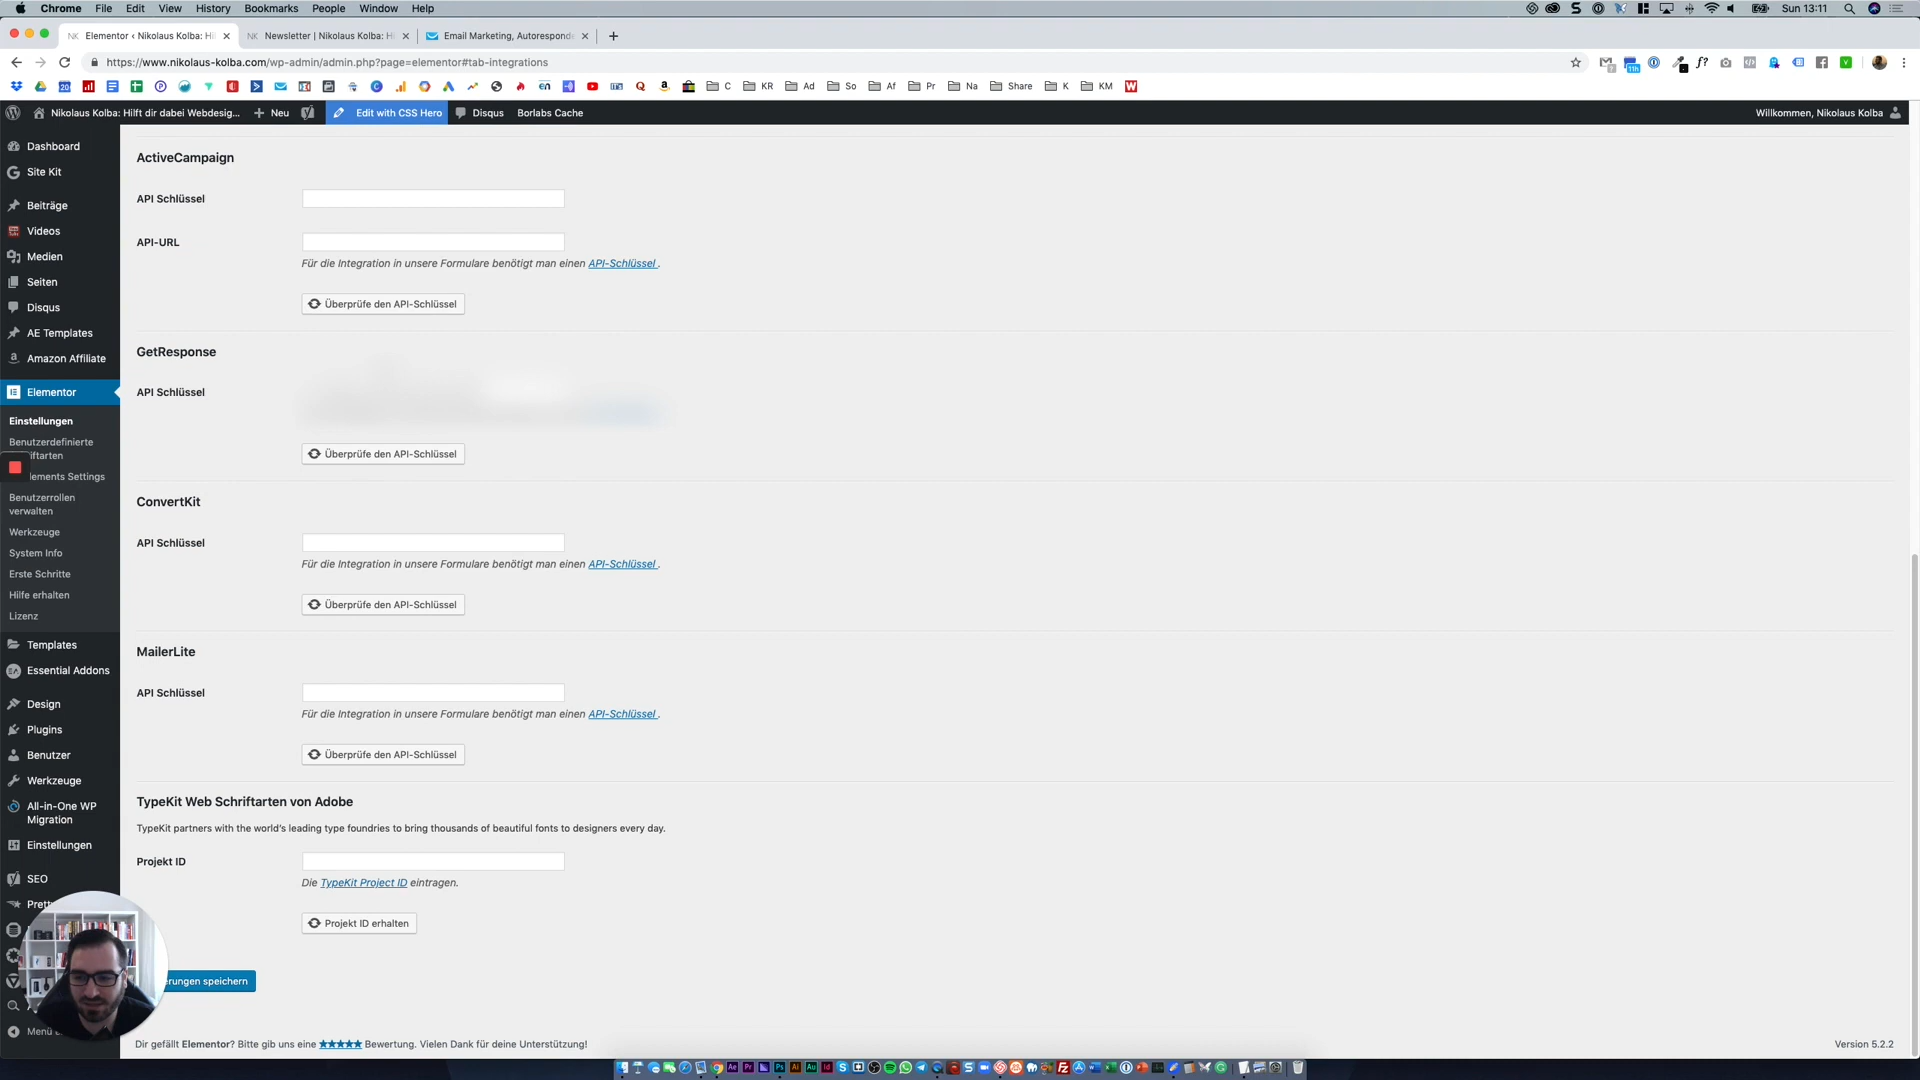 Chrome File Edit View History Bookmarks People Window Help Sun 13:11
NK Elementor ‹ Nikolaus Kolba: Hi NK Newsletter | Nikolaus Kolba: Hi Email Marketing, Autoresponde
https://www.nikolaus-kolba.com/wp-admin/admin.php?page=elementor#tab-integrations
C KR Ad So Af Pr Na Share K KM
Nikolaus Kolba: Hilft dir dabei Webdesig... Neu Edit with CSS Hero Disqus Borlabs Cache Willkommen, Nikolaus Kolba
Dashboard
Site Kit
Beiträge
Videos
Medien
Seiten
Disqus
AE Templates
Amazon Affiliate
Elementor
Einstellungen
Benutzerdefinierte
iftarten
lements Settings
Benutzerrollen
verwalten
Werkzeuge
System Info
Erste Schritte
Hilfe erhalten
Lizenz
Templates
Essential Addons
Design
Plugins
Benutzer
Werkzeuge
All-in-One WP
Migration
Einstellungen
SEO
Prett
Menü
ActiveCampaign
API Schlüssel
API-URL
Für die Integration in unsere Formulare benötigt man einen API-Schlüssel .
Überprüfe den API-Schlüssel
GetResponse
API Schlüssel
Überprüfe den API-Schlüssel
ConvertKit
API Schlüssel
Für die Integration in unsere Formulare benötigt man einen API-Schlüssel .
Überprüfe den API-Schlüssel
MailerLite
API Schlüssel
Für die Integration in unsere Formulare benötigt man einen API-Schlüssel .
Überprüfe den API-Schlüssel
TypeKit Web Schriftarten von Adobe
TypeKit partners with the world's leading type foundries to bring thousands of beautiful fonts to designers every day.
Projekt ID
Die TypeKit Project ID eintragen.
Projekt ID erhalten
erungen speichern
Dir gefällt Elementor? Bitte gib uns eine ★★★★★ Bewertung. Vielen Dank für deine Unterstützung!
Version 5.2.2